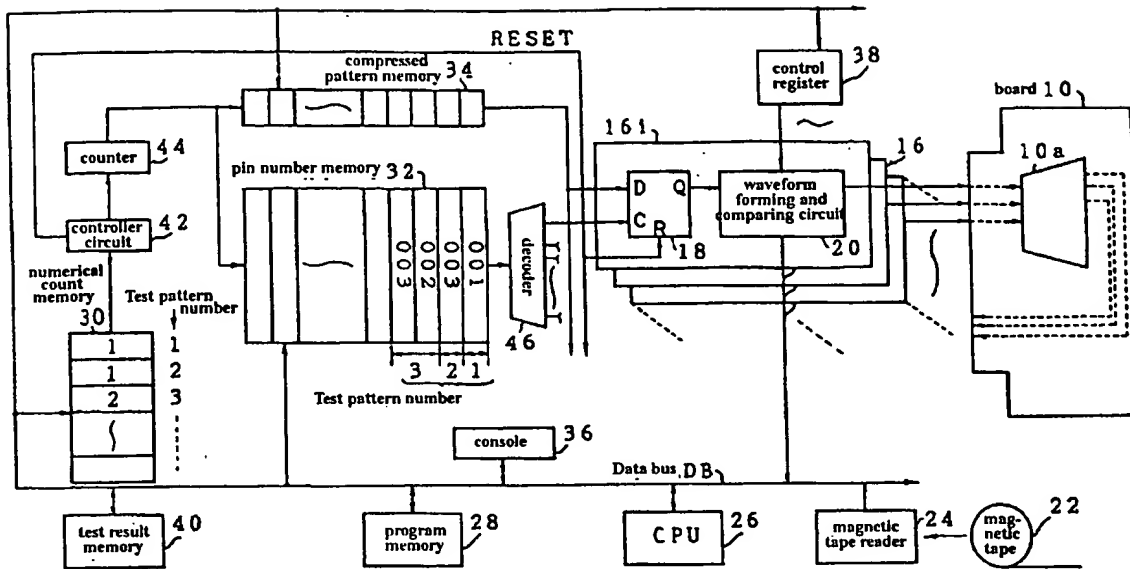 RESET
compressed
pattern memory 34
control
register
38
board 10
161
16
10a
counter
44
pin number memory 32
D Q
C
R
18
waveform
forming and
comparing circuit
20
controller
circuit
42
decoder
46
003
002
003
001
numerical
count memory
30
Test pattern
number
1 1
1 2
2 3
3 2 1
Test pattern number
console
36
Data bus DB
test result
memory
40
program
memory
28
CPU
26
magnetic
tape reader
24
mag-
netic
tape
22